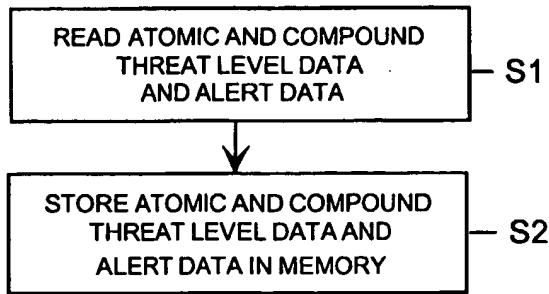 READ ATOMIC AND COMPOUND
THREAT LEVEL DATA
AND ALERT DATA
S1
STORE ATOMIC AND COMPOUND
THREAT LEVEL DATA AND
ALERT DATA IN MEMORY
S2